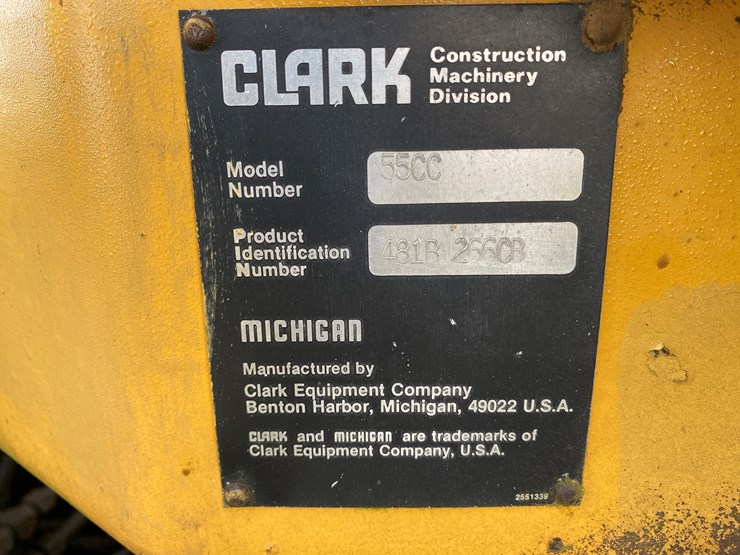 CLARK
Construction
Machinery
Division
Model
Number
55CC
Product
Identification
Number
481B 266CB
MICHIGAN
Manufactured by
Clark Equipment Company
Benton Harbor, Michigan, 49022 U.S.A.
CLARK and MICHIGAN are trademarks of
Clark Equipment Company, U.S.A.
2551339